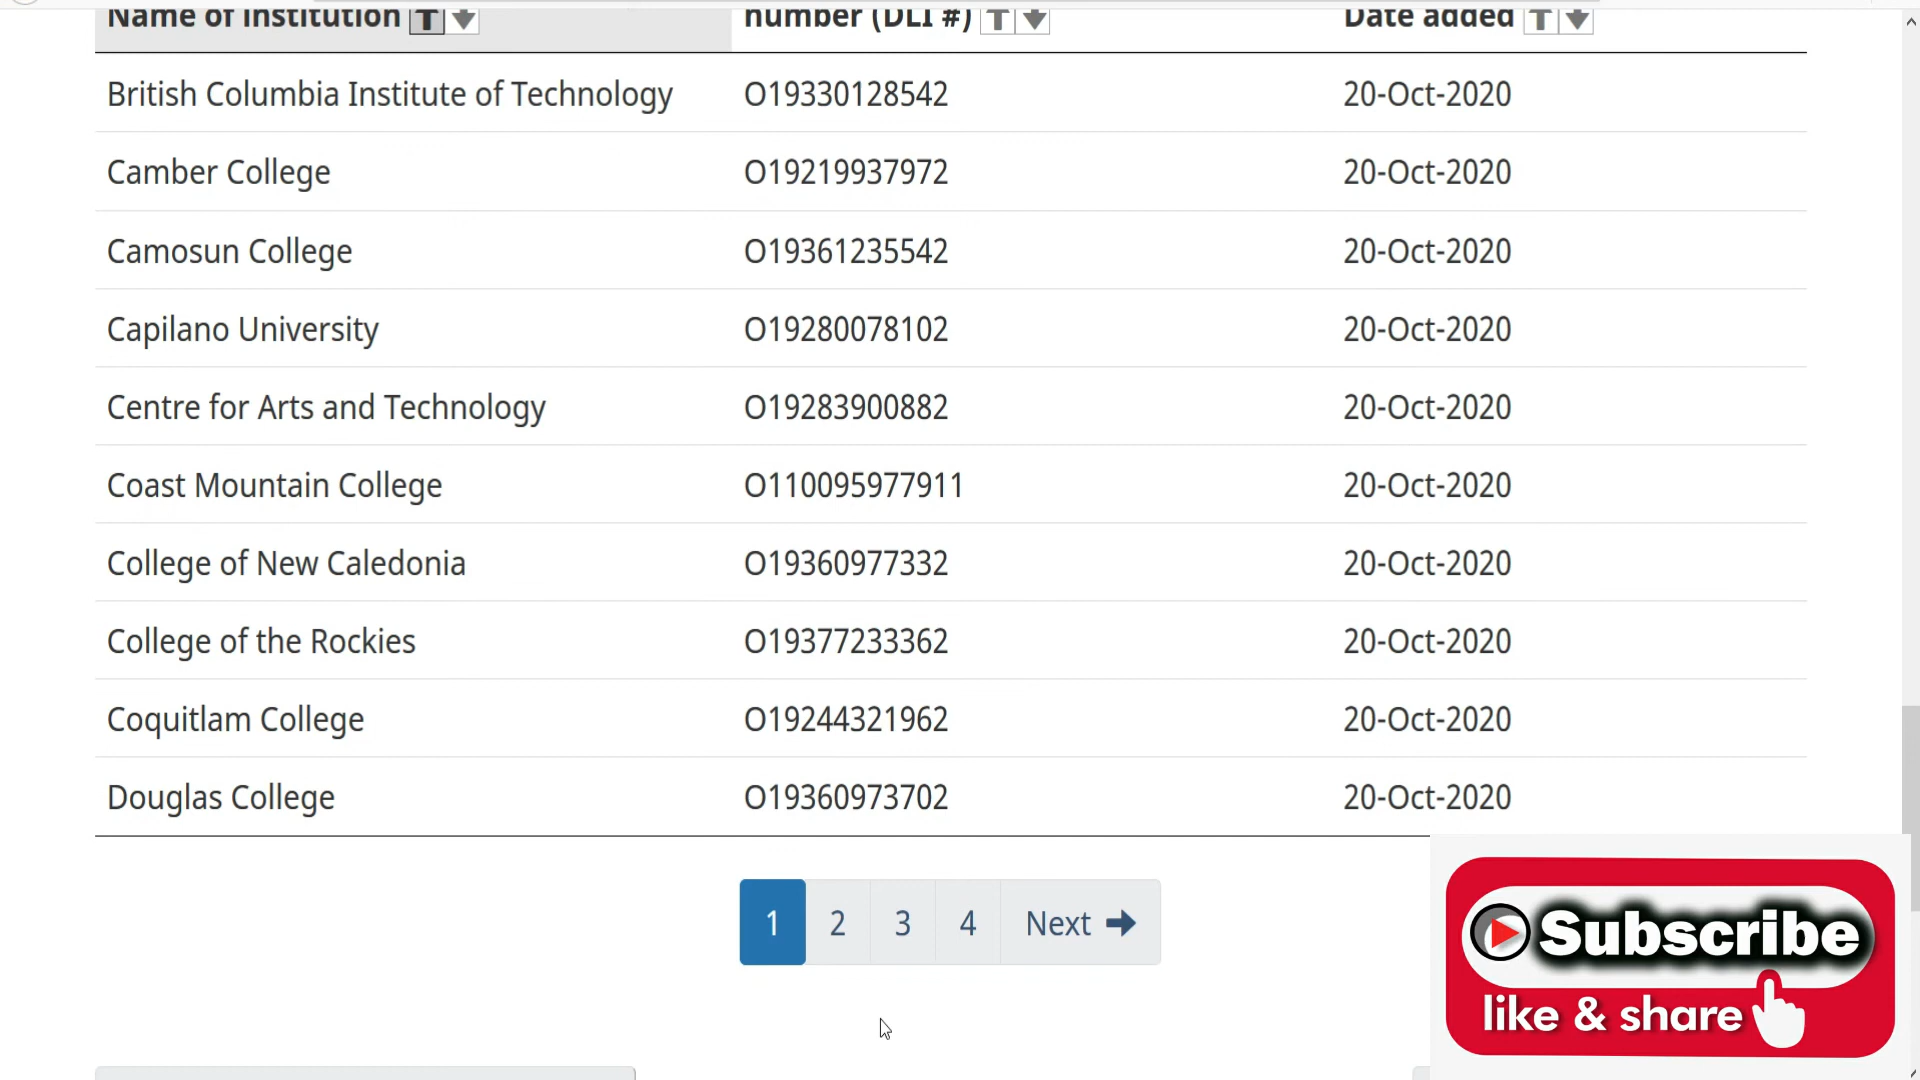 Name of institution
number (DLI #)
Date added
British Columbia Institute of Technology O19330128542 20-Oct-2020
Camber College O19219937972 20-Oct-2020
Camosun College O19361235542 20-Oct-2020
Capilano University O19280078102 20-Oct-2020
Centre for Arts and Technology O19283900882 20-Oct-2020
Coast Mountain College O110095977911 20-Oct-2020
College of New Caledonia O19360977332 20-Oct-2020
College of the Rockies O19377233362 20-Oct-2020
Coquitlam College O19244321962 20-Oct-2020
Douglas College O19360973702 20-Oct-2020
1 2 3 4 Next
Subscribe
like & share